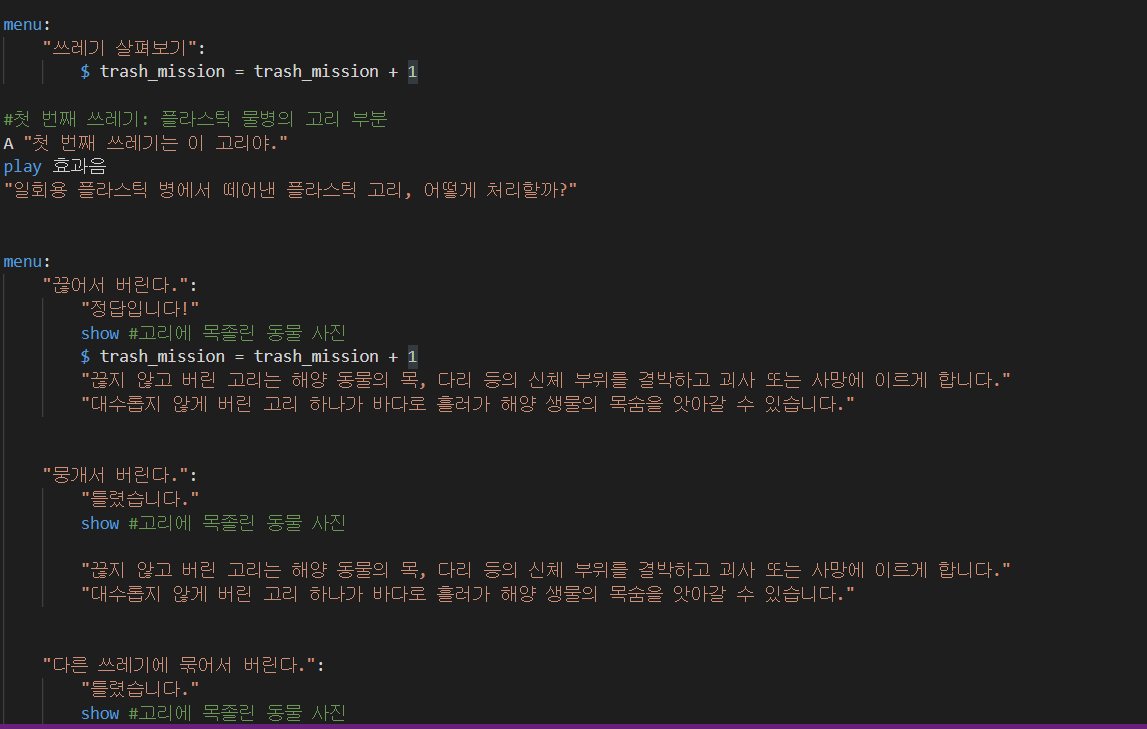 menu:
"쓰레기 살펴보기":
$ trash_mission = trash_mission + 1
#첫 번째 쓰레기: 플라스틱 물병의 고리 부분
A "첫 번째 쓰레기는 이 고리야."
play 효과음
"일회용 플라스틱 병에서 떼어낸 플라스틱 고리, 어떻게 처리할까?"
menu:
"끊어서 버린다.":
"정답입니다!"
show #고리에 목졸린 동물 사진
$ trash_mission = trash_mission + 1
"끊지 않고 버린 고리는 해양 동물의 목, 다리 등의 신체 부위를 결박하고 괴사 또는 사망에 이르게 합니다."
"대수롭지 않게 버린 고리 하나가 바다로 흘러가 해양 생물의 목숨을 앗아갈 수 있습니다."
"뭉개서 버린다.":
"틀렸습니다."
show #고리에 목졸린 동물 사진
"끊지 않고 버린 고리는 해양 동물의 목, 다리 등의 신체 부위를 결박하고 괴사 또는 사망에 이르게 합니다."
"대수롭지 않게 버린 고리 하나가 바다로 흘러가 해양 생물의 목숨을 앗아갈 수 있습니다."
"다른 쓰레기에 묶어서 버린다.":
"틀렸습니다."
show #고리에 목졸린 동물 사진